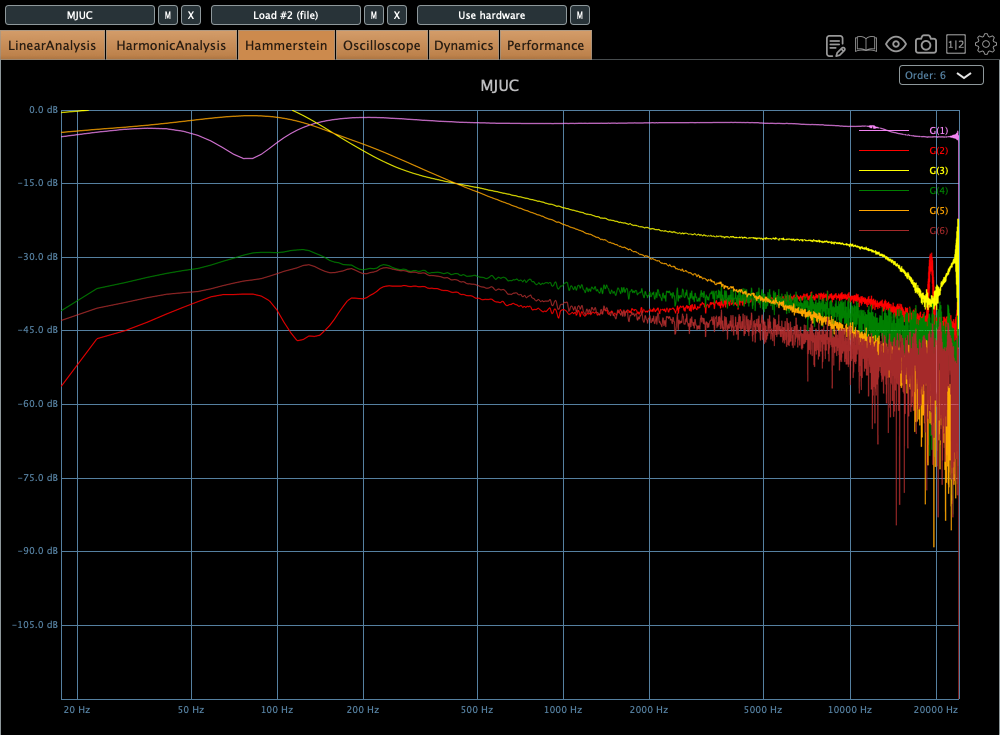 MJUC M X Load #2 (file) M X Use hardware M
LinearAnalysis HarmonicAnalysis Hammerstein Oscilloscope Dynamics Performance 1|2
Order: 6
MJUC
0.0 dB
G(1)
G(2)
G(3)
−15.0 dB
G(4)
G(5)
G(6)
−30.0 dB
−45.0 dB
−60.0 dB
−75.0 dB
−90.0 dB
−105.0 dB
20 Hz 50 Hz 100 Hz 200 Hz 500 Hz 1000 Hz 2000 Hz 5000 Hz 10000 Hz 20000 Hz